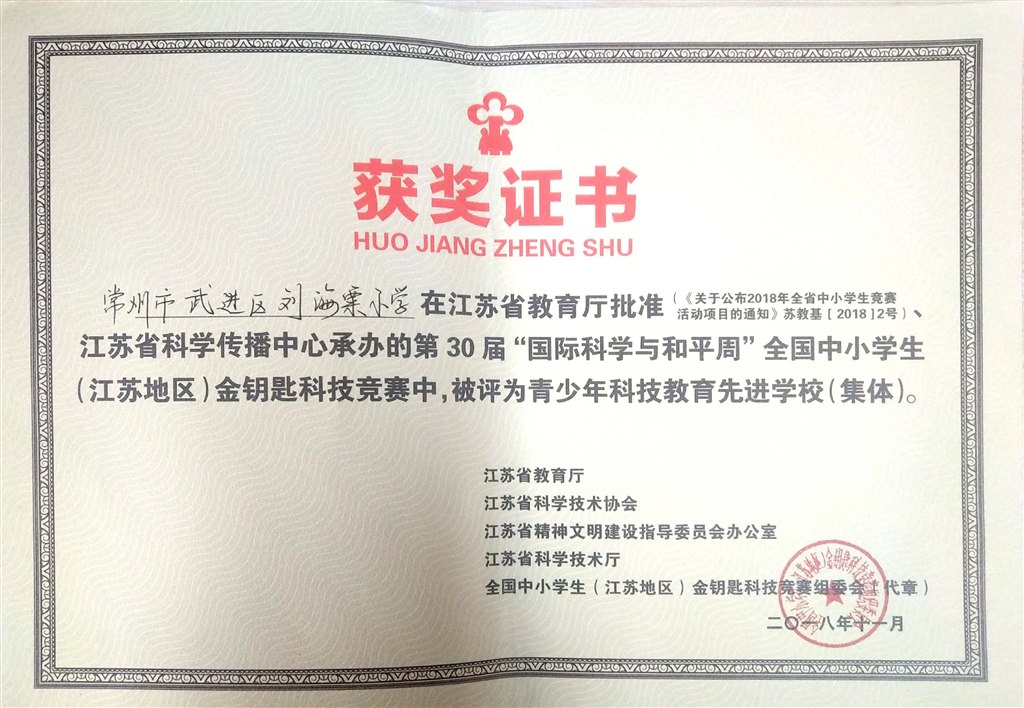 获奖证书
HUO JIANG ZHENG SHU
常州市武进区刘海粟小学在江苏省教育厅批准(《关于公布2018年全省中小学生竞赛
活动项目的通知》苏教基[2018]2号)、
江苏省科学传播中心承办的第30届“国际科学与和平周”全国中小学生
(江苏地区)金钥匙科技竞赛中,被评为青少年科技教育先进学校(集体)。
江苏省教育厅
江苏省科学技术协会
江苏省精神文明建设指导委员会办公室
江苏省科学技术厅
全国中小学生(江苏地区)金钥匙科技竞赛组委会(代章)
二〇一八年十一月